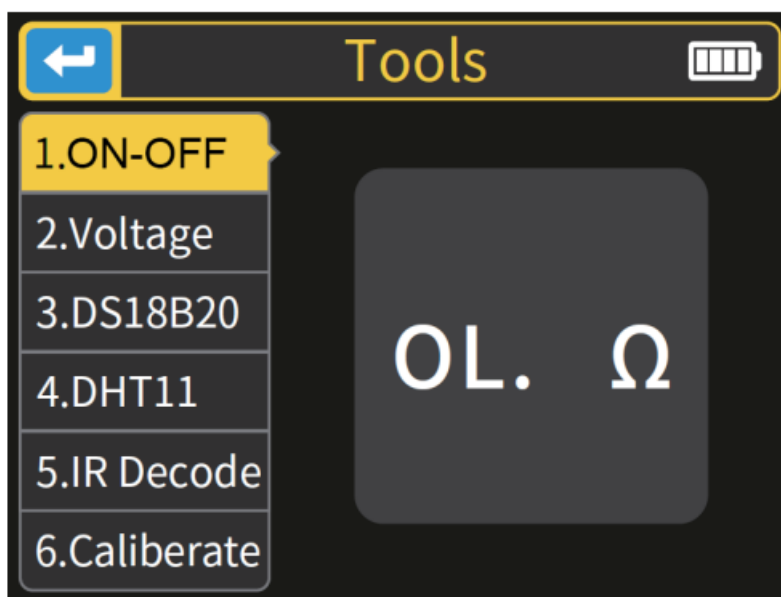 Tools
1.ON-OFF
2.Voltage
3.DS18B20
4.DHT11
5.IR Decode
6.Caliberate
OL. Ω